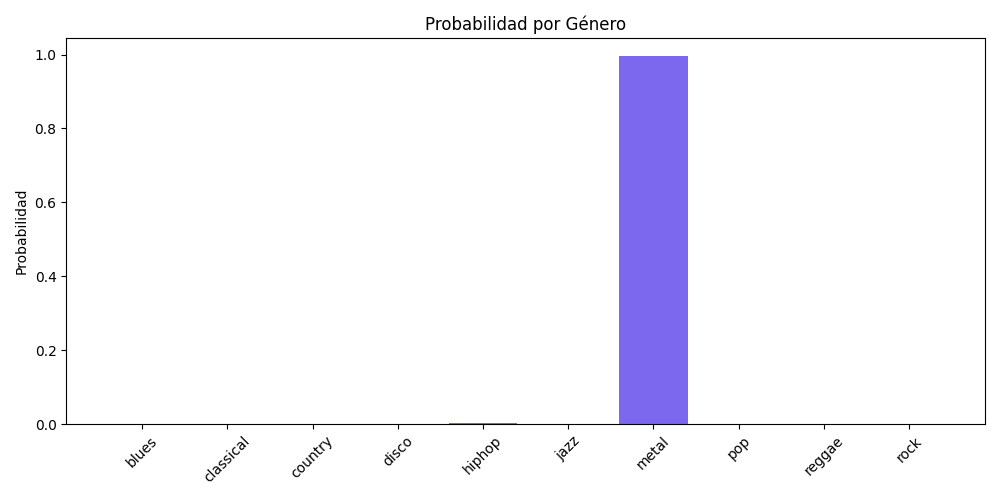 Probabilidad por Género
Probabilidad
1.0
0.8
0.6
0.4
0.2
0.0
blues
classical
country
disco
hiphop
jazz
metal
pop
reggae
rock